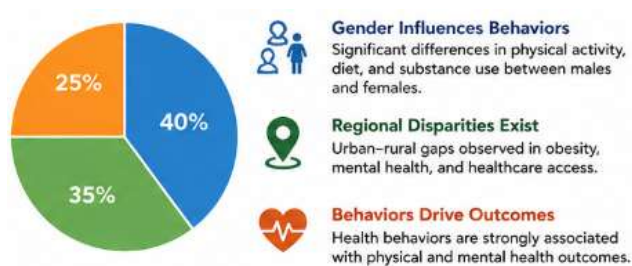 25%
40%
35%
Gender Influences Behaviors
Significant differences in physical activity,
diet, and substance use between males
and females.
Regional Disparities Exist
Urban–rural gaps observed in obesity,
mental health, and healthcare access.
Behaviors Drive Outcomes
Health behaviors are strongly associated
with physical and mental health outcomes.